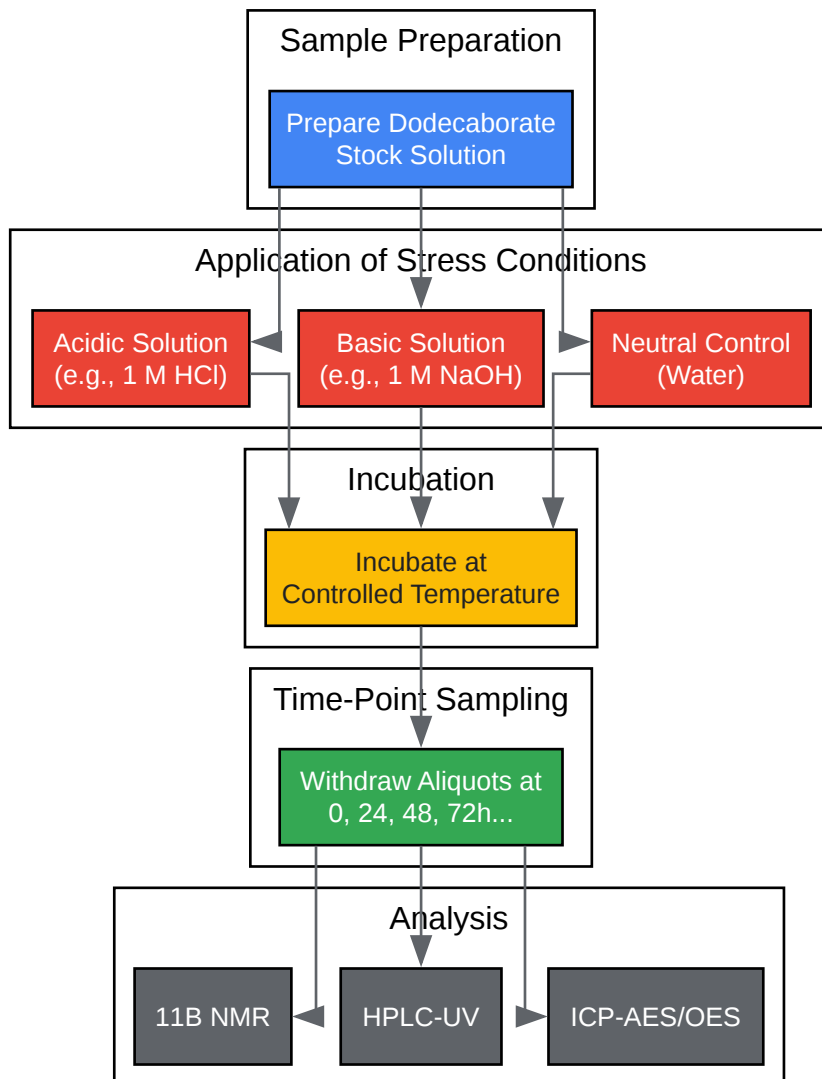 Sample Preparation
Prepare Dodecaborate
Stock Solution
Application of Stress Conditions
Acidic Solution
(e.g., 1 M HCl)
Basic Solution
(e.g., 1 M NaOH)
Neutral Control
(Water)
Incubation
Incubate at
Controlled Temperature
Time-Point Sampling
Withdraw Aliquots at
0, 24, 48, 72h...
Analysis
11B NMR
HPLC-UV
ICP-AES/OES